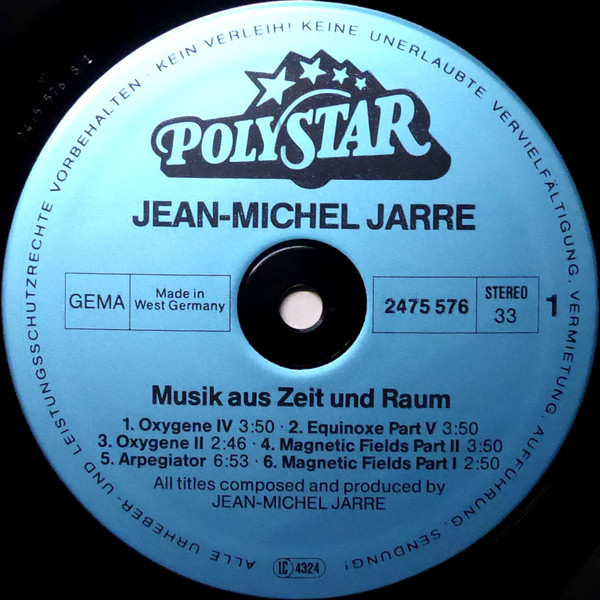 ALLE URHEBER- UND LEISTUNGSSCHUTZRECHTE VORBEHALTEN · KEIN VERLEIH! KEINE UNERLAUBTE VERVIELFÄLTIGUNG, VERMIETUNG, AUFFÜHRUNG, SENDUNG!
2475 576 S 1
POLYSTAR
JEAN-MICHEL JARRE
GEMA
Made in
West Germany
2475 576
STEREO
33
1
Musik aus Zeit und Raum
1. Oxygene IV 3:50 · 2. Equinoxe Part V 3:50
3. Oxygene II 2:46 · 4. Magnetic Fields Part II 3:50
5. Arpegiator 6:53 · 6. Magnetic Fields Part I 2:50
All titles composed and produced by
JEAN-MICHEL JARRE
LC 4324